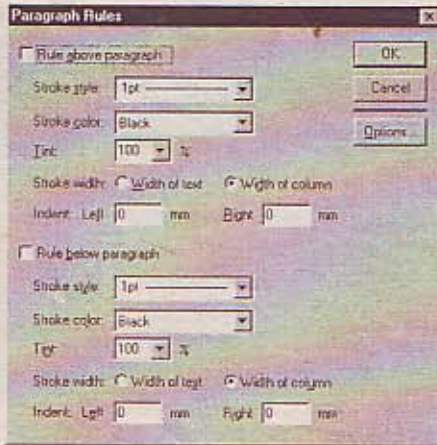 Paragraph Rules
Rule above paragraph
OK
Stroke style: 1pt
Cancel
Stroke color: Black
Options...
Tint: 100 %
Stroke width: Width of text Width of column
Indent: Left 0 mm Right 0 mm
Rule below paragraph
Stroke style: 1pt
Stroke color: Black
Tint: 100 %
Stroke width: Width of text Width of column
Indent: Left 0 mm Right 0 mm